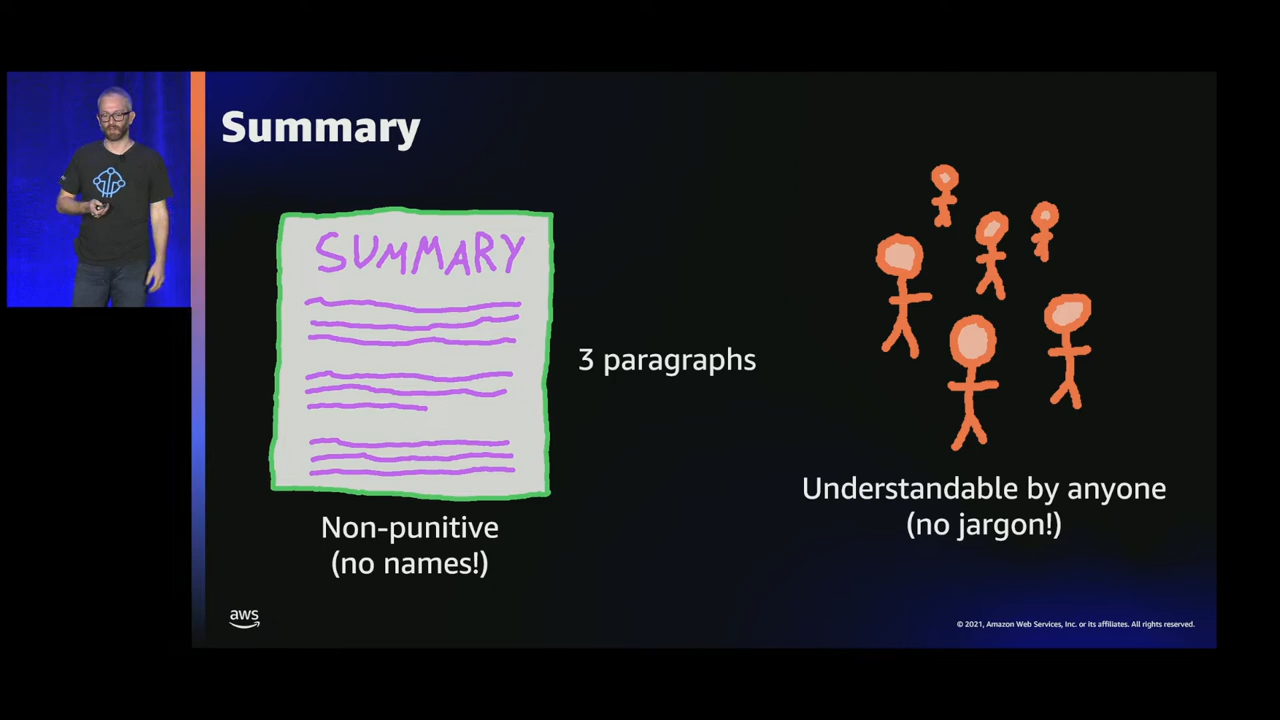 Summary
SUMMARY
3 paragraphs
Non-punitive
(no names!)
Understandable by anyone
(no jargon!)
aws
© 2021, Amazon Web Services, Inc. or its affiliates. All rights reserved.